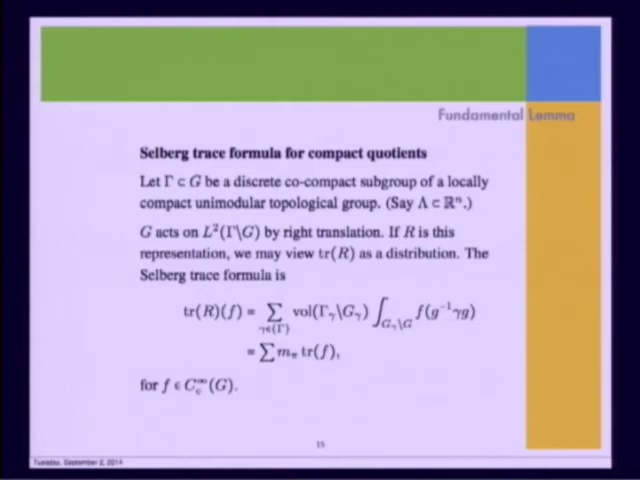 Fundamental Lemma
Selberg trace formula for compact quotients
Let Γ ⊂ G be a discrete co-compact subgroup of a locally
compact unimodular topological group. (Say Λ ⊂ ℝⁿ.)
G acts on L²(Γ\G) by right translation. If R is this
representation, we may view tr(R) as a distribution. The
Selberg trace formula is
tr(R)(f) = ∑_{γ∈{Γ}} vol(Γ_γ\G_γ) ∫_{G_γ\G} f(g⁻¹γg)
= ∑ m_π tr(f),
for f ∈ C_c^∞(G).
15
Tuesday, September 2, 2014